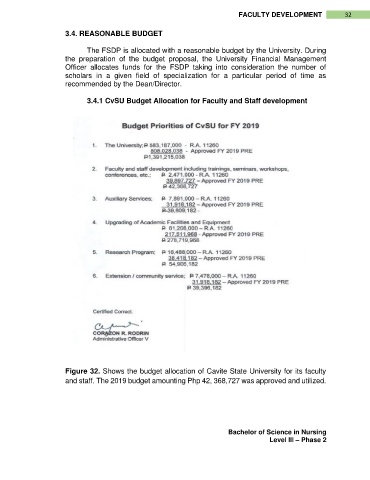 FACULTY DEVELOPMENT 32
3.4. REASONABLE BUDGET
The FSDP is allocated with a reasonable budget by the University. During
the preparation of the budget proposal, the University Financial Management
Officer allocates funds for the FSDP taking into consideration the number of
scholars in a given field of specialization for a particular period of time as
recommended by the Dean/Director.
3.4.1 CvSU Budget Allocation for Faculty and Staff development
Budget Priorities of CvSU for FY 2019
1. The University; ₱ 683,187,000 - R.A. 11260
808,028,038 - Approved FY 2019 PRE
₱1,391,215,038
2. Faculty and staff development including trainings, seminars, workshops,
conferences, etc.; ₱ 2,471,000 - R.A. 11260
39,897,727 – Approved FY 2019 PRE
₱ 42,368,727
3. Auxiliary Services; ₱ 7,891,000 – R.A. 11260
31,918,182 – Approved FY 2019 PRE
₱ 39,809,182 -
4. Upgrading of Academic Facilities and Equipment
₱ 61,208,000 – R.A. 11260
217,511,968 - Approved FY 2019 PRE
₱ 278,719,968
5. Research Program; ₱ 16,488,000 – R.A. 11260
38,418,182 – Approved FY 2019 PRE
₱ 54,906,182
6. Extension / community service; ₱ 7,478,000 – R.A. 11260
31,918,182 – Approved FY 2019 PRE
₱ 39,396,182
Certified Correct:
CORAZON R. RODRIN
Administrative Officer V
Figure 32. Shows the budget allocation of Cavite State University for its faculty
and staff. The 2019 budget amounting Php 42, 368,727 was approved and utilized.
Bachelor of Science in Nursing
Level III – Phase 2